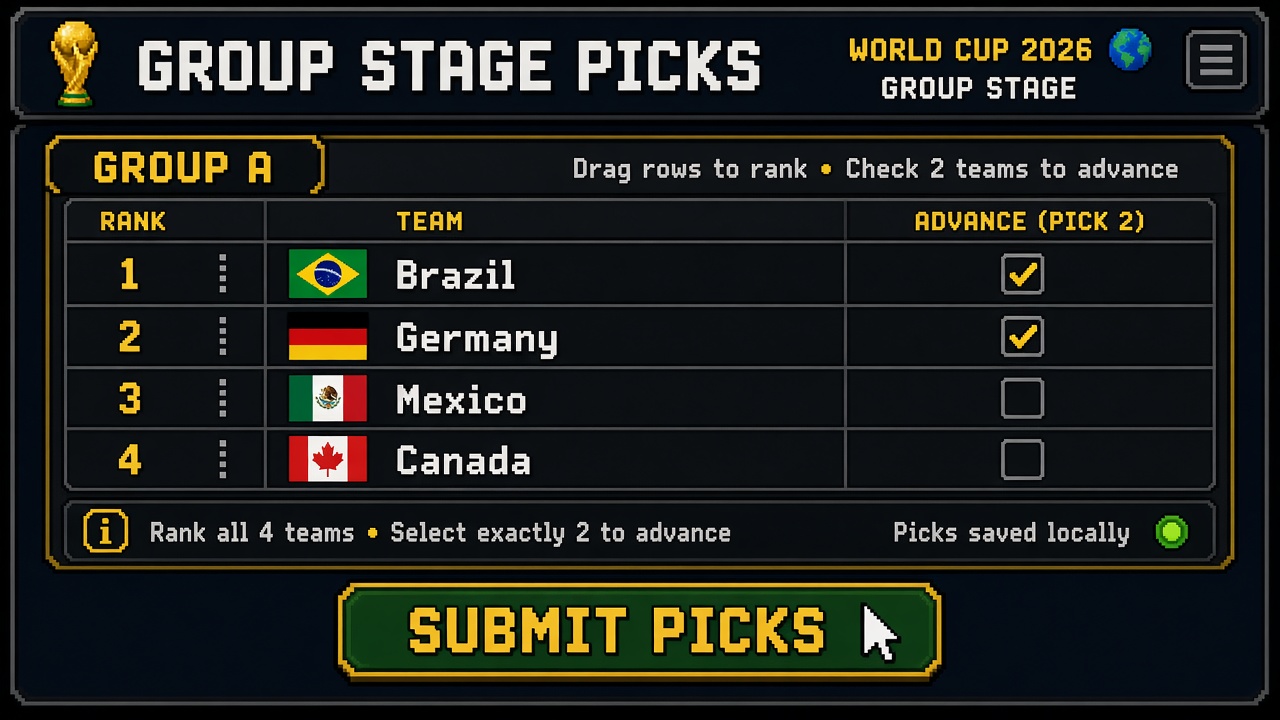 GROUP STAGE PICKS
WORLD CUP 2026
GROUP STAGE
GROUP A
Drag rows to rank • Check 2 teams to advance
RANK TEAM ADVANCE (PICK 2)
1 Brazil
2 Germany
3 Mexico
4 Canada
i Rank all 4 teams • Select exactly 2 to advance Picks saved locally
SUBMIT PICKS